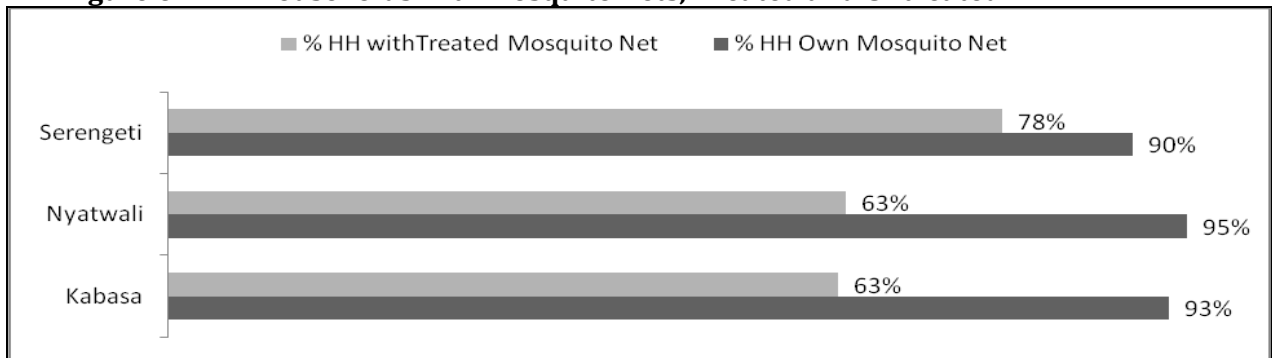 % HH withTreated Mosquito Net % HH Own Mosquito Net
Serengeti 78% 90%
Nyatwali 63% 95%
Kabasa 63% 93%